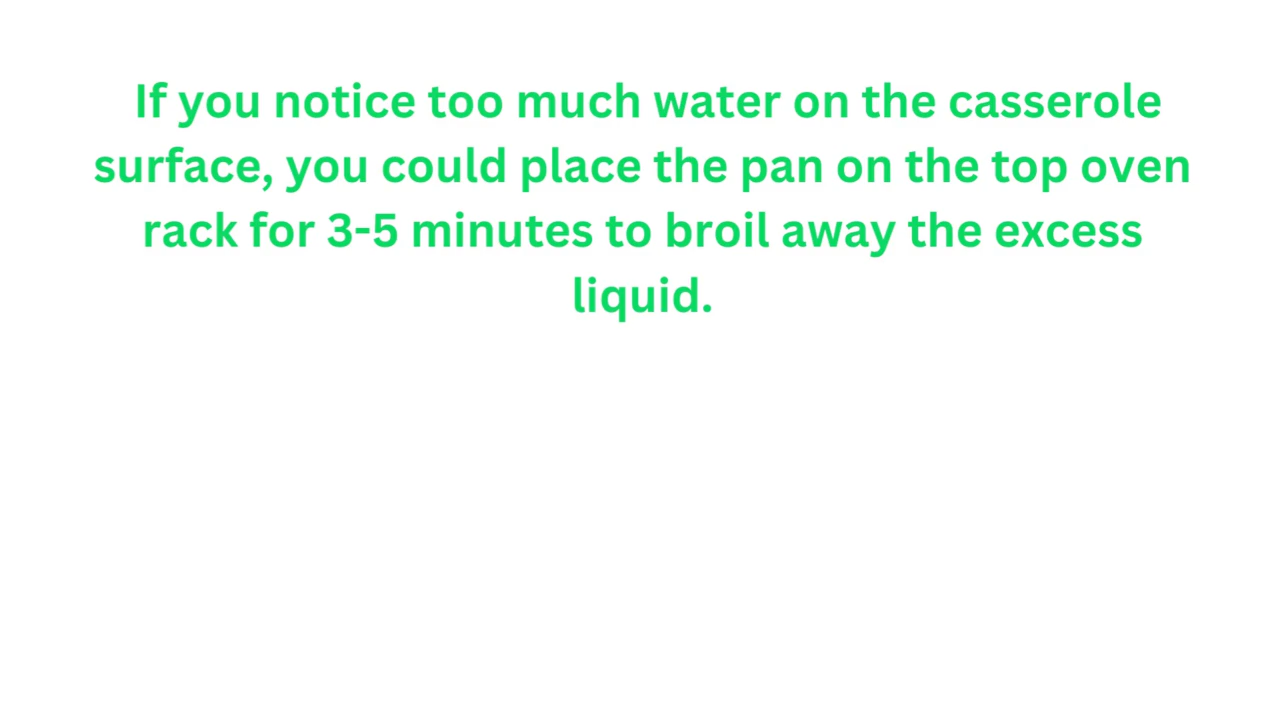 If you notice too much water on the casserole
surface, you could place the pan on the top oven
rack for 3-5 minutes to broil away the excess
liquid.